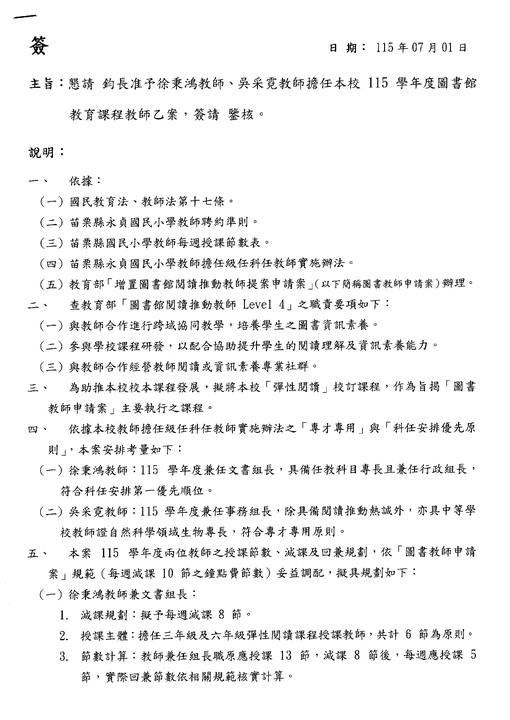 簽
日 期： 115年07月01日
主旨：懇請 鈞長准予徐秉鴻教師、吳采霓教師擔任本校 115 學年度圖書館
教育課程教師乙案，簽請 鑒核。
說明：
一、 依據：
（一）國民教育法、教師法第十七條。
（二）苗栗縣永貞國民小學教師聘約準則。
（三）苗栗縣國民小學教師每週授課節數表。
（四）苗栗縣永貞國民小學教師擔任級任科任教師實施辦法。
（五）教育部「增置圖書館閱讀推動教師提案申請案」（以下簡稱圖書教師申請案）辦理。
二、 查教育部「圖書館閱讀推動教師 Level 4」之職責要項如下：
（一）與教師合作進行跨域協同教學，培養學生之圖書資訊素養。
（二）參與學校課程研發，以配合協助提升學生的閱讀理解及資訊素養能力。
（三）與教師合作經營教師閱讀或資訊素養專業社群。
三、 為助推本校校本課程發展，擬將本校「彈性閱讀」校訂課程，作為旨揭「圖書
教師申請案」主要執行之課程。
四、 依據本校教師擔任級任科任教師實施辦法之「專才專用」與「科任安排優先原
則」，本案安排考量如下：
（一）徐秉鴻教師：115 學年度兼任文書組長，具備任教科目專長且兼任行政組長，
符合科任安排第一優先順位。
（二）吳采霓教師：115 學年度兼任事務組長，除具備閱讀推動熱誠外，亦具中等學
校教師證自然科學領域生物專長，符合專才專用原則。
五、 本案 115 學年度兩位教師之授課節數、減課及回兼規劃，依「圖書教師申請
案」規範（每週減課 10 節之鐘點費節數）妥益調配，擬具規劃如下：
（一）徐秉鴻教師兼文書組長：
1. 減課規劃：擬予每週減課 8 節。
2. 授課主體：擔任三年級及六年級彈性閱讀課程授課教師，共計 6 節為原則。
3. 節數計算：教師兼任組長職原應授課 13 節，減課 8 節後，每週應授課 5
節，實際回兼節數依相關規範核實計算。